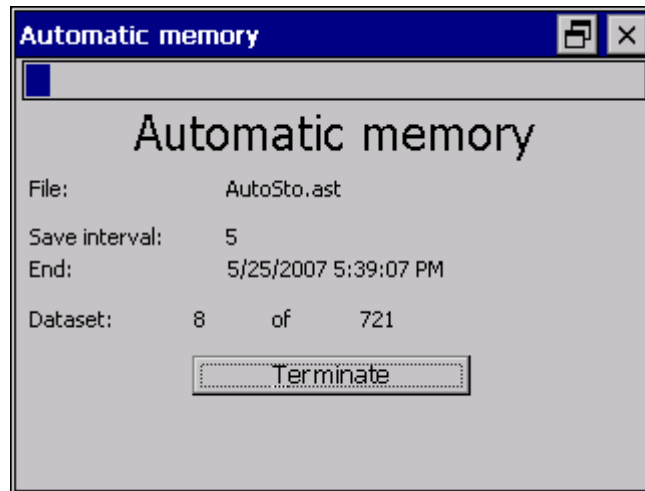 Automatic memory
Automatic memory
File: AutoSto.ast
Save interval: 5
End: 5/25/2007 5:39:07 PM
Dataset: 8 of 721
Terminate